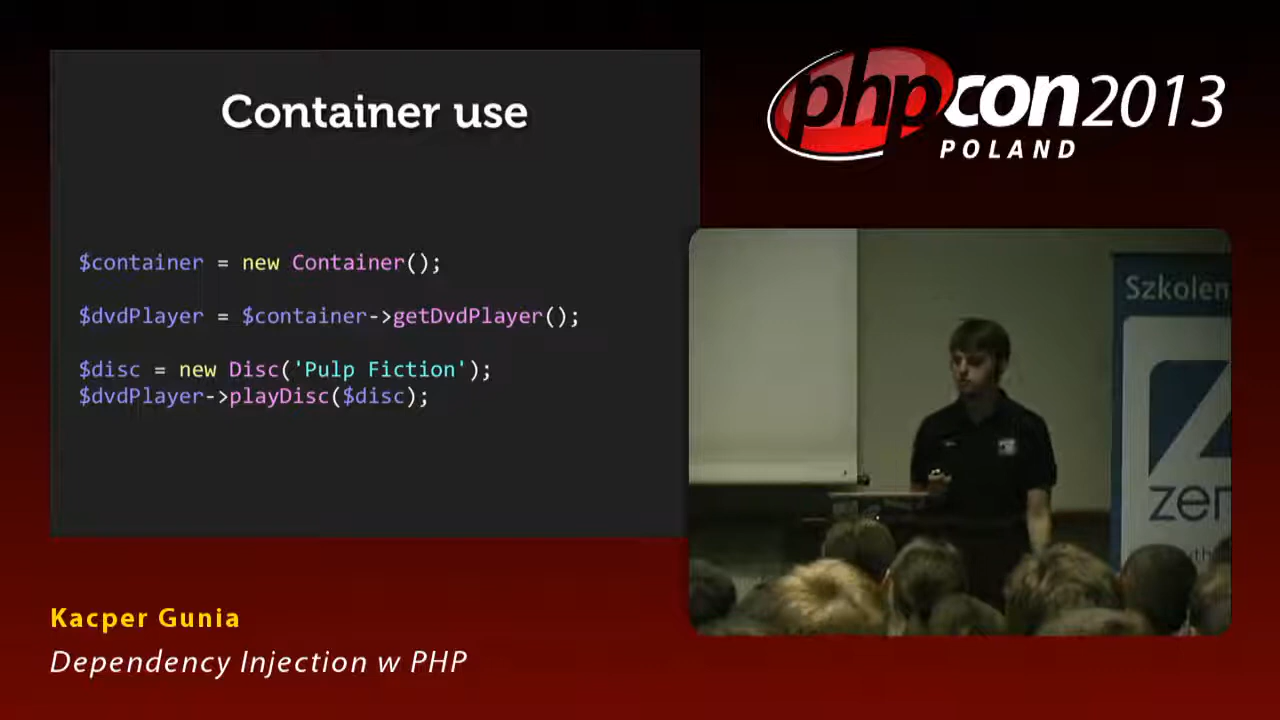 Container use
$container = new Container();
$dvdPlayer = $container->getDvdPlayer();
$disc = new Disc('Pulp Fiction');
$dvdPlayer->playDisc($disc);
phpcon2013
POLAND
Szkolen
zen
Kacper Gunia
Dependency Injection w PHP